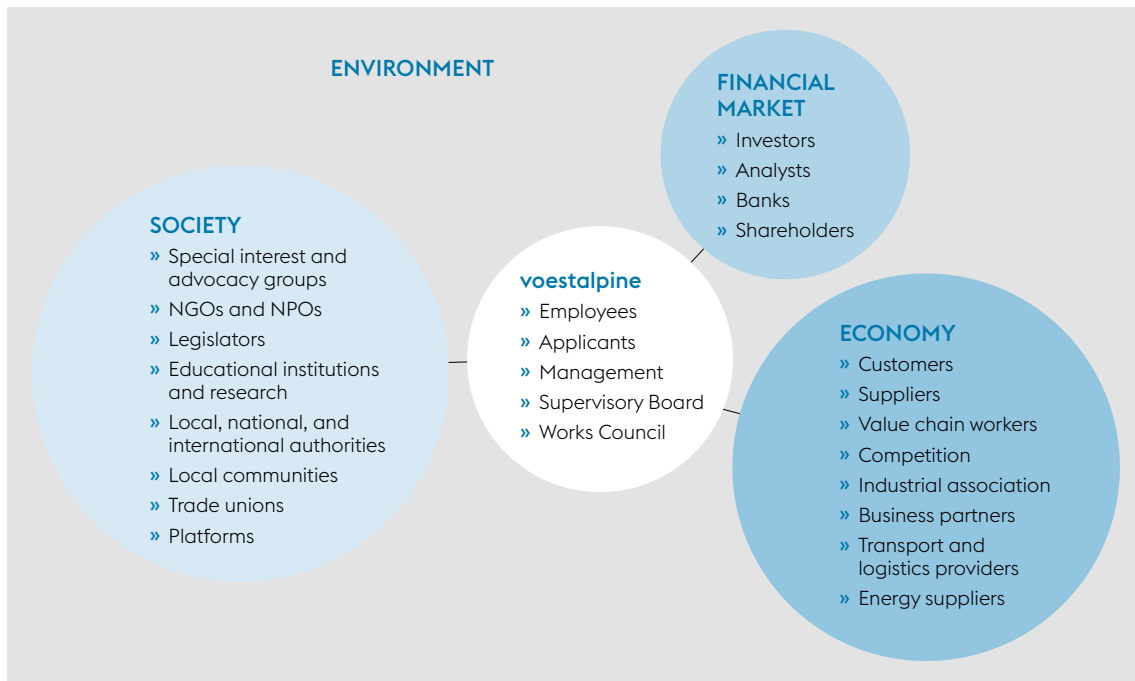 ENVIRONMENT
FINANCIAL
MARKET
» Investors
» Analysts
» Banks
» Shareholders
SOCIETY
» Special interest and
advocacy groups
» NGOs and NPOs
» Legislators
» Educational institutions
and research
» Local, national, and
international authorities
» Local communities
» Trade unions
» Platforms
voestalpine
» Employees
» Applicants
» Management
» Supervisory Board
» Works Council
ECONOMY
» Customers
» Suppliers
» Value chain workers
» Competition
» Industrial association
» Business partners
» Transport and
logistics providers
» Energy suppliers